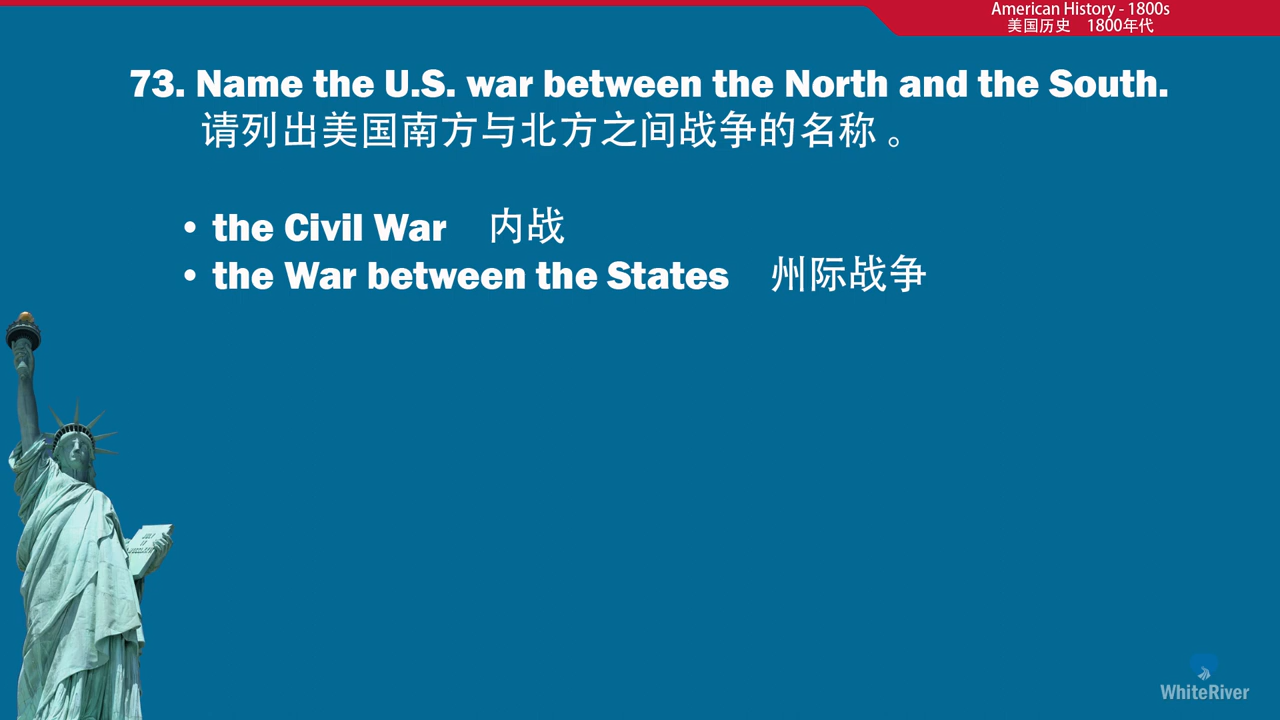 American History - 1800s
美国历史 1800年代
73. Name the U.S. war between the North and the South.
请列出美国南方与北方之间战争的名称。
• the Civil War 内战
• the War between the States 州际战争
WhiteRiver